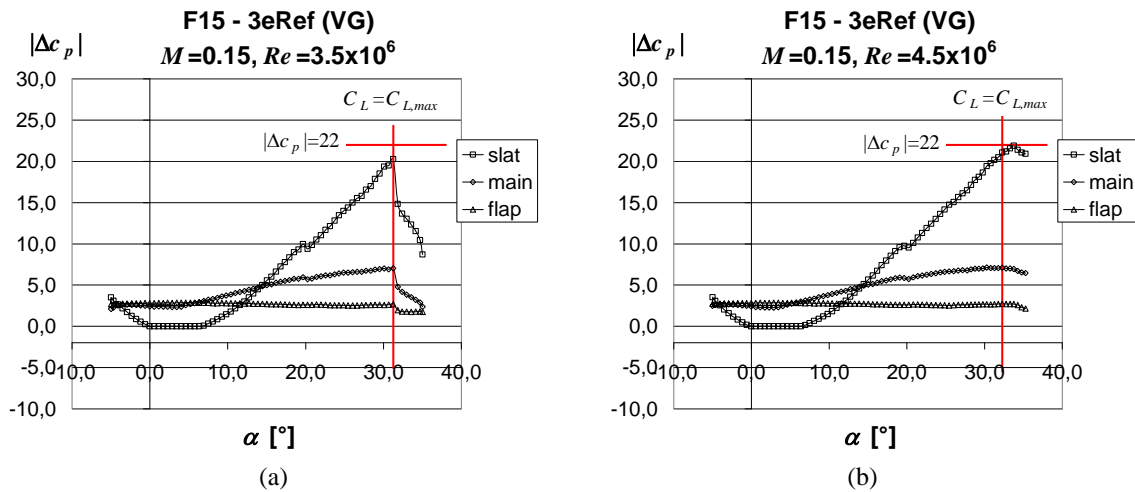 F15 - 3eRef (VG)
M=0.15, Re=3.5x10⁶
|Δc p|
30,0
25,0
20,0
15,0
10,0
5,0
0,0
-5,0
-10,0
10,0 0,0 10,0 20,0 30,0 40,0
C L = C L,max
|Δc p|=22
slat
main
flap
α [°]
(a)
F15 - 3eRef (VG)
M=0.15, Re=4.5x10⁶
|Δc p|
30,0
25,0
20,0
15,0
10,0
5,0
0,0
-5,0
-10,0
10,0 0,0 10,0 20,0 30,0 40,0
C L = C L,max
|Δc p|=22
slat
main
flap
α [°]
(b)